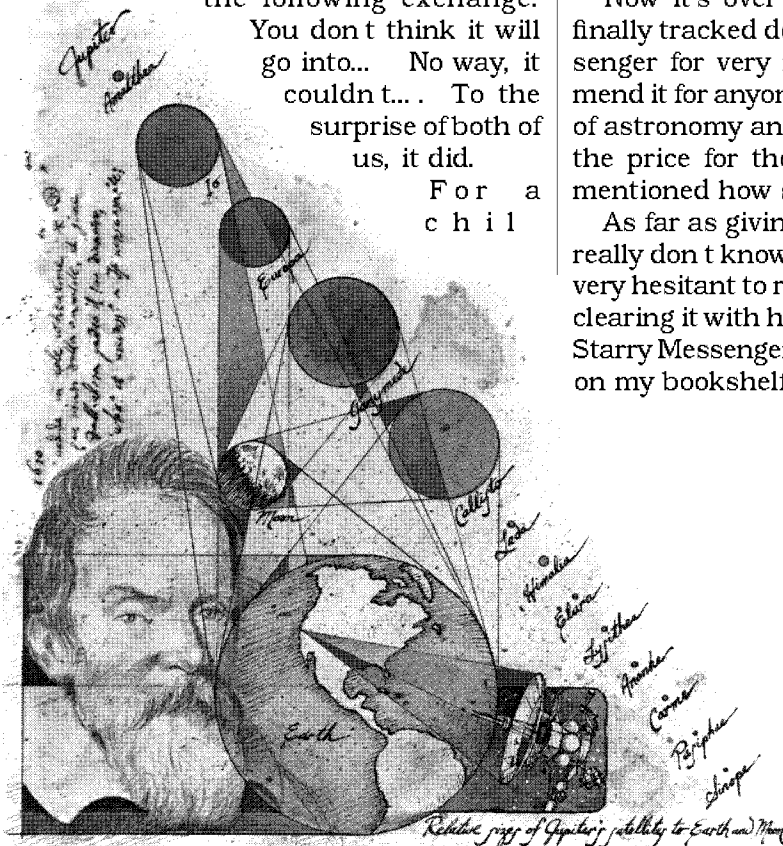 the following exchange.
You don t think it will
go into... No way, it
couldn t... . To the
surprise of both of
us, it did.
For a
chil
Now it's over
finally tracked d
senger for very
mend it for anyon
of astronomy an
the price for the
mentioned how s
As far as givin
really don t know
very hesitant to r
clearing it with h
Starry Messenge
on my bookshelf
Jupiter
Amalthea
Io
Europa
Ganymede
Callisto
Moon
Leda
Himalia
Elara
Lysithea
Ananke
Carme
Pasiphae
Sinope
1610
Earth
Relative sizes of Jupiter's satellites to Earth and Moon